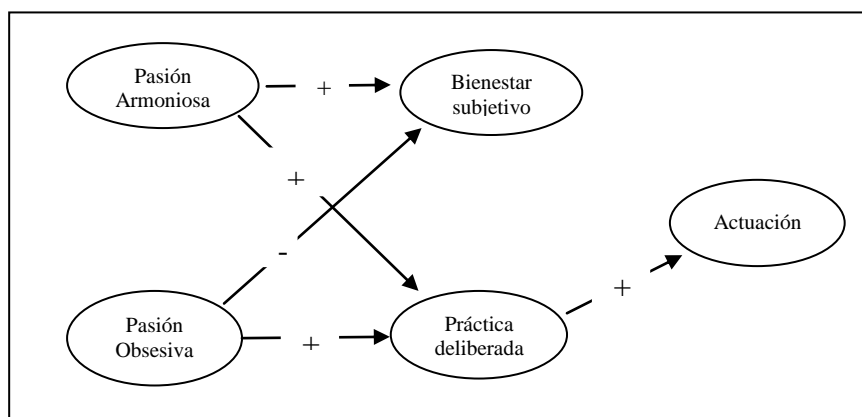 Pasión
Armoniosa
+
Bienestar
subjetivo
+
Actuación
-
+
Pasión
Obsesiva
+
Práctica
deliberada